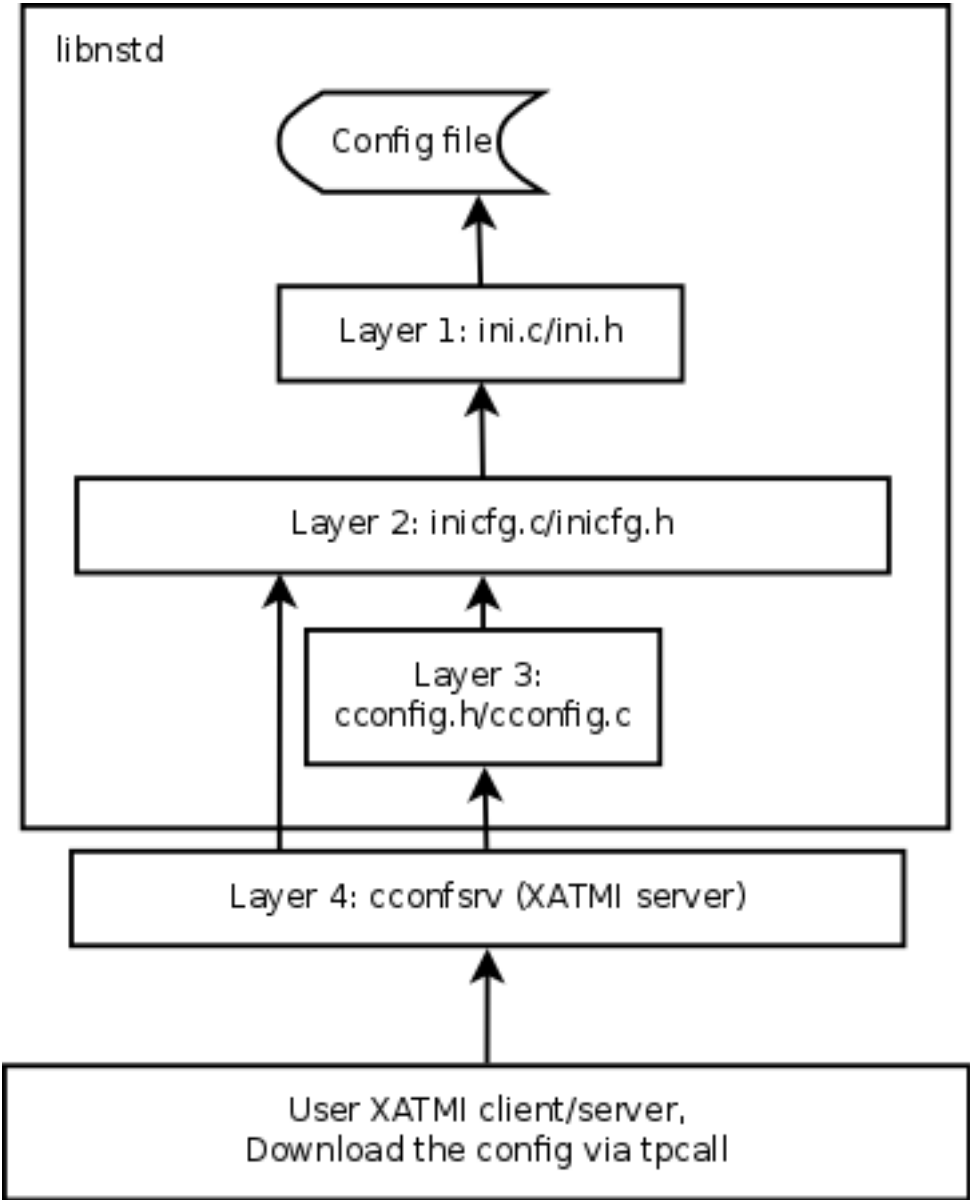 libnstd
Config file
Layer 1: ini.c/ini.h
Layer 2: inicfg.c/inicfg.h
Layer 3:
cconfig.h/cconfig.c
Layer 4: cconfsrv (XATMI server)
User XATMI client/server,
Download the config via tpcall